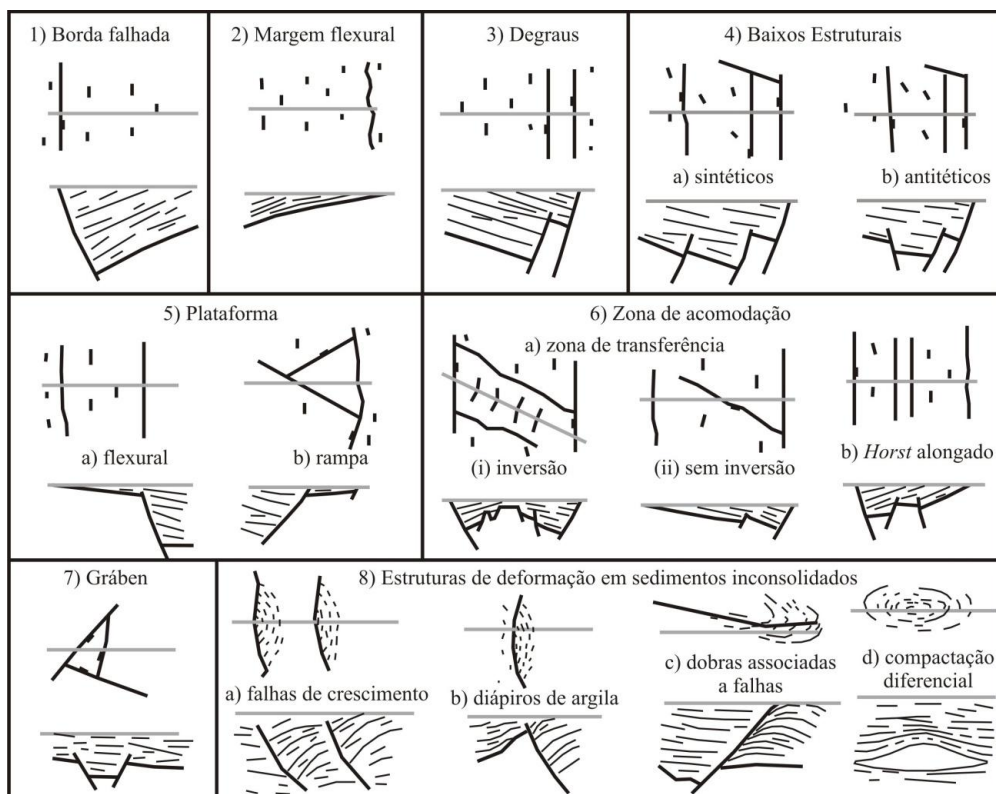 1) Borda falhada
2) Margem flexural
3) Degraus
4) Baixos Estruturais
a) sintéticos
b) antitéticos
5) Plataforma
a) flexural
b) rampa
6) Zona de acomodação
a) zona de transferência
(i) inversão
(ii) sem inversão
b) Horst alongado
7) Gráben
8) Estruturas de deformação em sedimentos inconsolidados
a) falhas de crescimento
b) diápiros de argila
c) dobras associadas
a falhas
d) compactação
diferencial